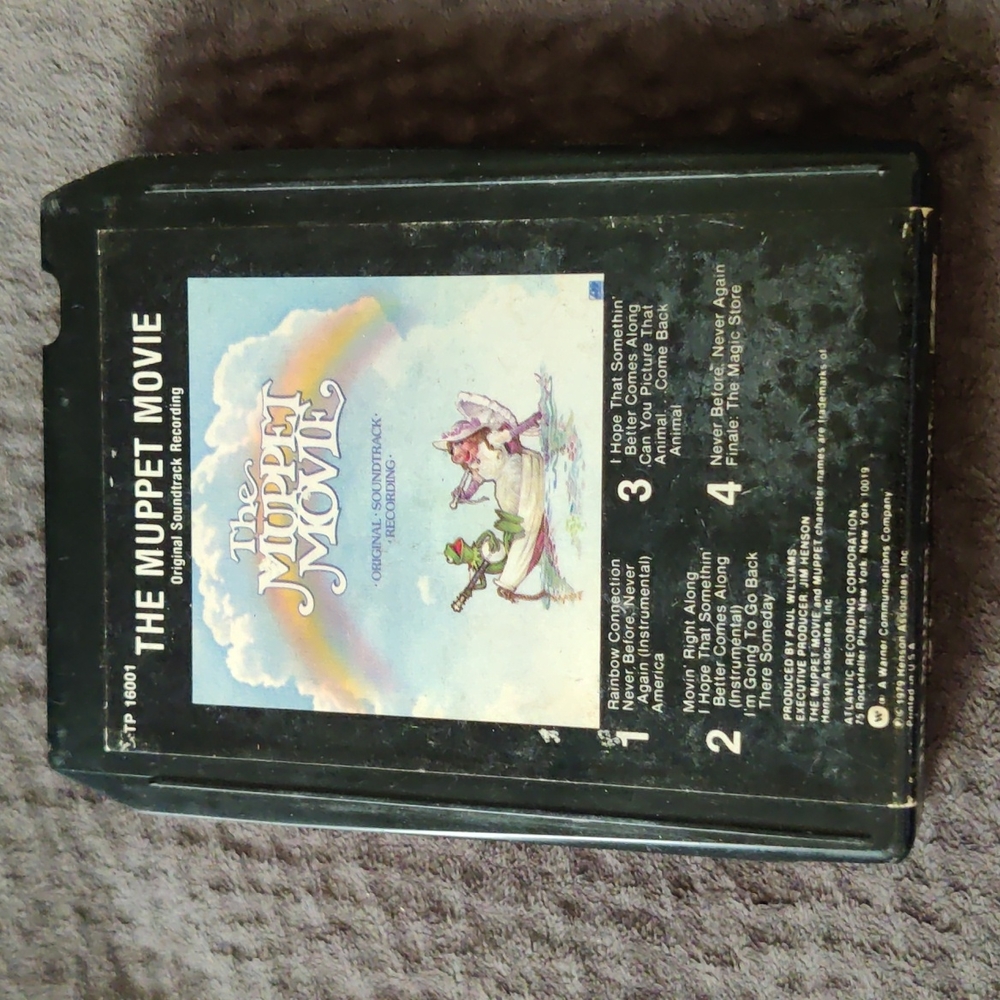 TP 16001
THE MUPPET MOVIE
Original Soundtrack Recording
The
MUPPET
MOVIE
·ORIGINAL·SOUNDTRACK·
·RECORDING·
1
Rainbow Connection
Never Before, Never
Again (Instrumental)
America
2
Movin' Right Along
I Hope That Somethin'
Better Comes Along
(Instrumental)
I'm Going To Go Back
There Someday
3
I Hope That Somethin'
Better Comes Along
Can You Picture That
Animal...Come Back
Animal
4
Never Before, Never Again
Finale: The Magic Store
PRODUCED BY PAUL WILLIAMS
EXECUTIVE PRODUCER: JIM HENSON
THE MUPPET MOVIE and MUPPET character names are trademarks of
Henson Associates, Inc.
ATLANTIC RECORDING CORPORATION
75 Rockefeller Plaza, New York, New York 10019
W A Warner Communications Company
1979 Henson Associates, Inc.
Printed in U.S.A.